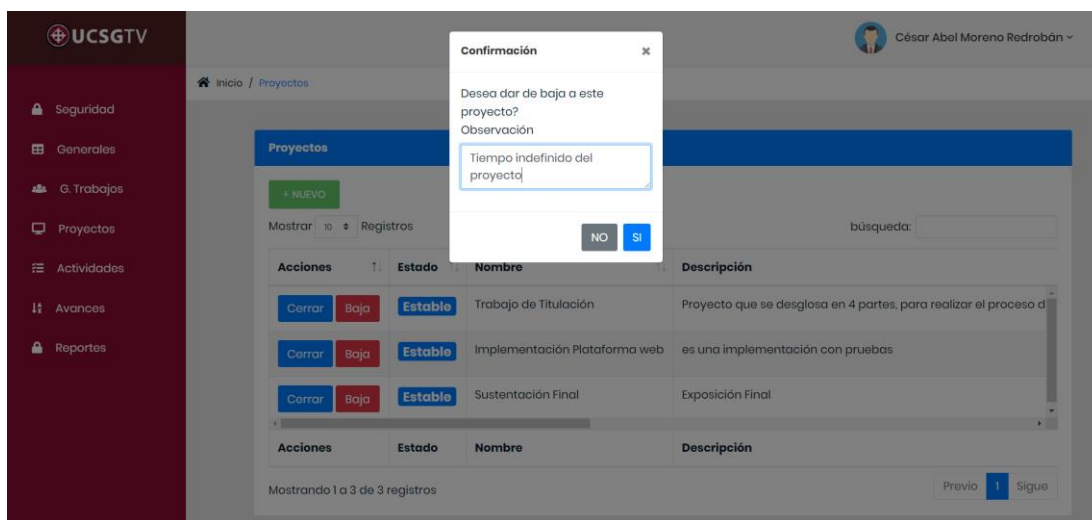 UCSGTV
César Abel Moreno Redrobán
Confirmación
Inicio / Proyectos
Desea dar de baja a este
proyecto?
Observación
Tiempo indefinido del
proyecto
NO SI
Seguridad
Generales
G. Trabajos
Proyectos
Actividades
Avances
Reportes
Proyectos
+ NUEVO
Mostrar 10 Registros
búsqueda:
Acciones Estado Nombre Descripción
Cerrar Baja Estable Trabajo de Titulación Proyecto que se desglosa en 4 partes, para realizar el proceso d
Cerrar Baja Estable Implementación Plataforma web es una implementación con pruebas
Cerrar Baja Estable Sustentación Final Exposición Final
Acciones Estado Nombre Descripción
Mostrando 1 a 3 de 3 registros
Previo 1 Sigue